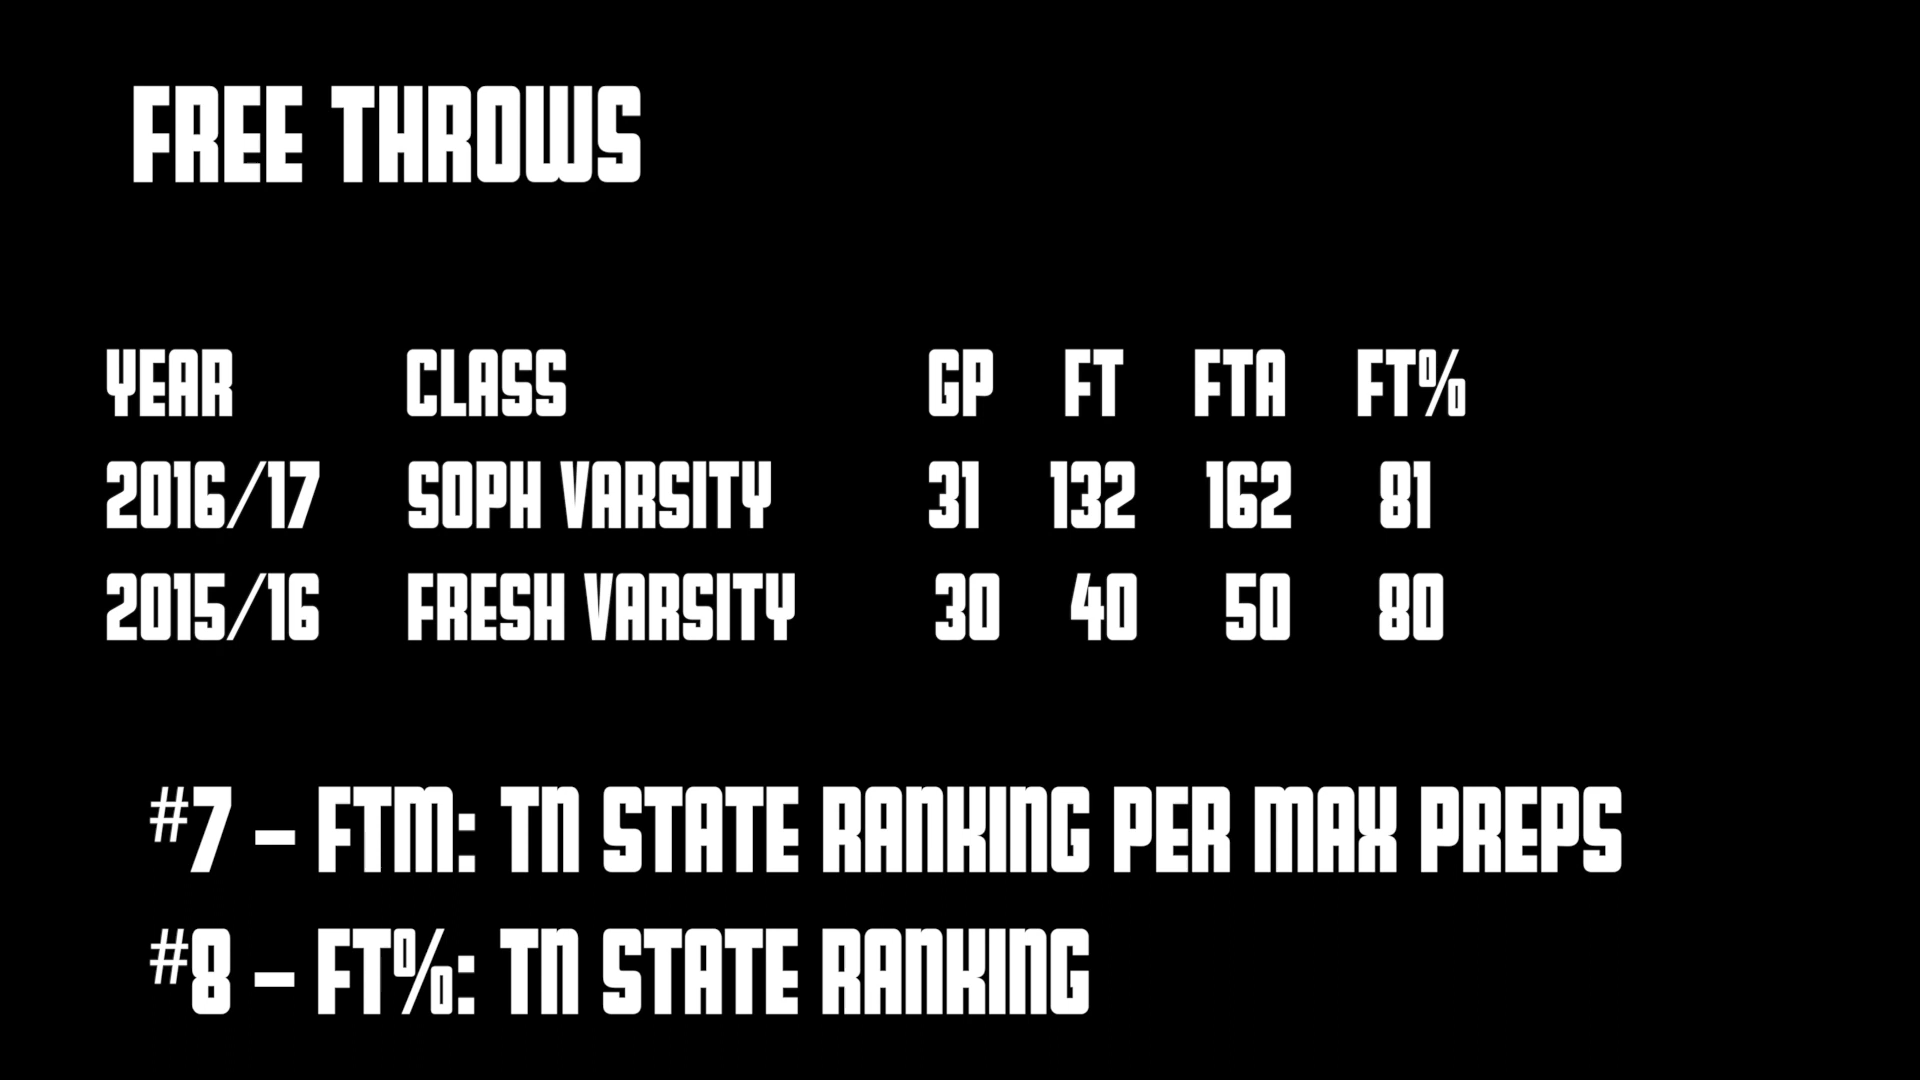 FREE THROWS
YEAR CLASS GP FT FTA FT%
2016/17 SOPH VARSITY 31 132 162 81
2015/16 FRESH VARSITY 30 40 50 80
#7 – FTM: TN STATE RANKING PER MAX PREPS
#8 – FT%: TN STATE RANKING